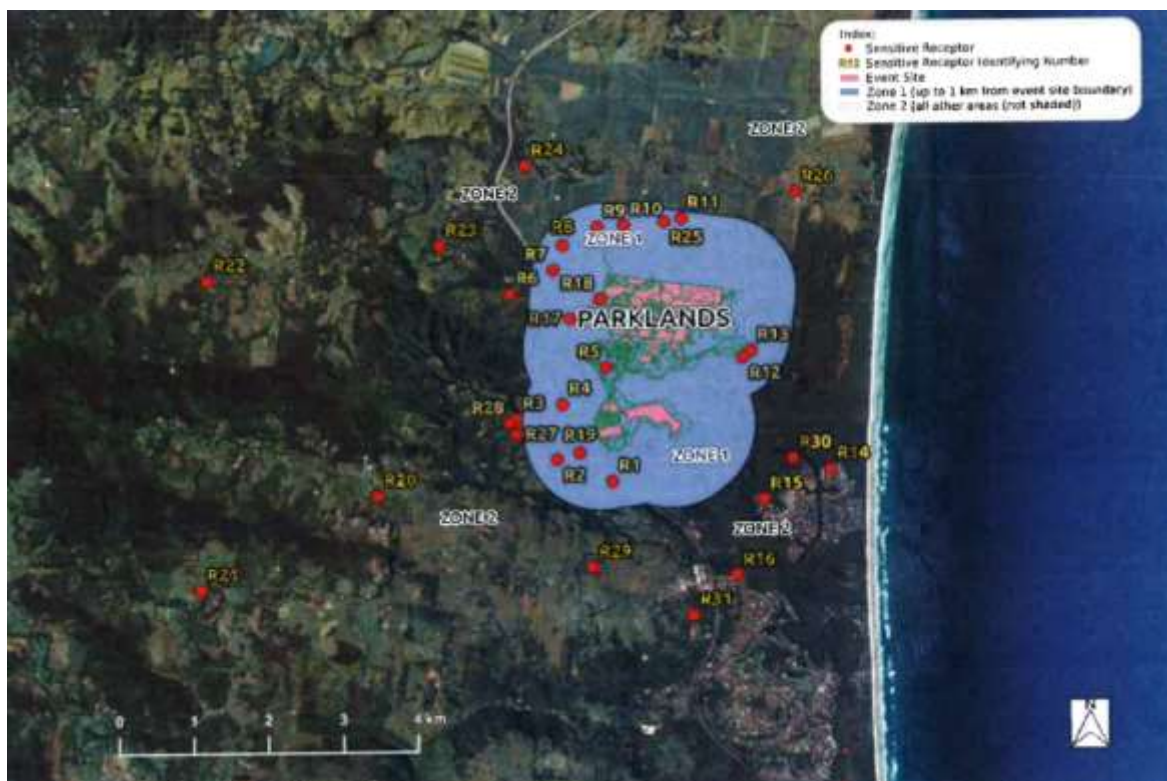 Index:
Sensitive Receptor
R18 Sensitive Receptor Identifying Number
Event Site
Zone 1 (up to 1 km from event site boundary)
Zone 2 (all other areas (not shaded))
ZONE 2
R24
ZONE 2
R26
R11
R9
R10
R8
R25
ZONE 1
R23
R7
R22
R6
R18
R17
PARKLANDS
R13
R5
R12
R4
R3
R28
R27
R19
R30
R14
ZONE 1
R2
R1
R20
R15
ZONE 2
ZONE 2
R29
R16
R21
R31
0
1
2
3
4 km
N